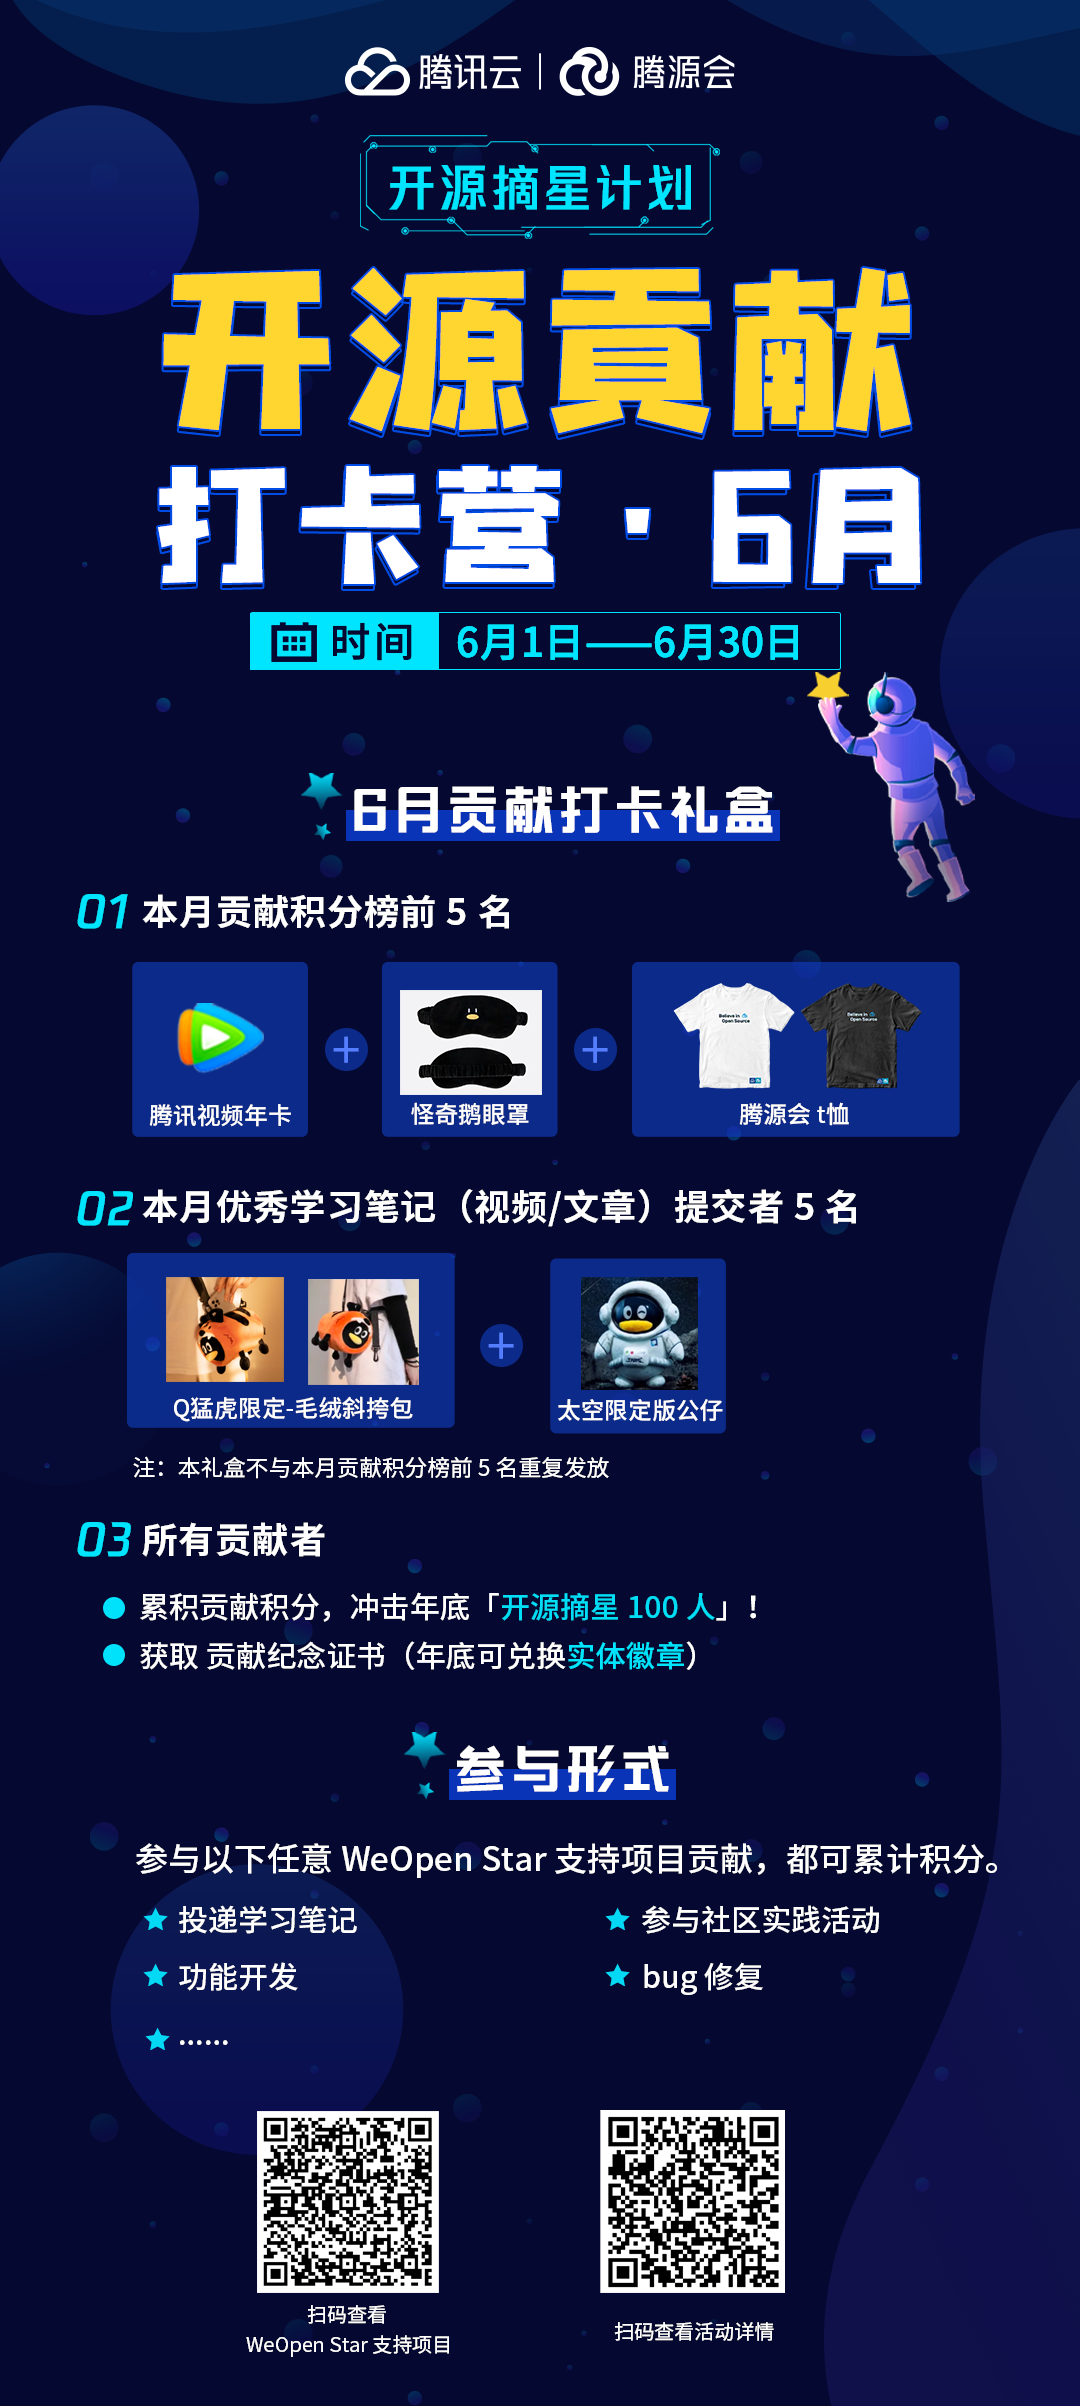 腾讯云 | 腾源会
开源摘星计划
开源贡献
打卡营·6月
时间 6月1日——6月30日
6月贡献打卡礼盒
01 本月贡献积分榜前 5 名
Believe in
Open Source
Believe in
Open Source
腾讯视频年卡
怪奇鹅眼罩
腾源会 t恤
02 本月优秀学习笔记（视频/文章）提交者 5 名
Q猛虎限定-毛绒斜挎包
太空限定版公仔
注：本礼盒不与本月贡献积分榜前 5 名重复发放
03 所有贡献者
累积贡献积分，冲击年底「开源摘星 100 人」！
获取 贡献纪念证书（年底可兑换实体徽章）
参与形式
参与以下任意 WeOpen Star 支持项目贡献，都可累计积分。
投递学习笔记
参与社区实践活动
功能开发
bug 修复
······
扫码查看
WeOpen Star 支持项目
扫码查看活动详情